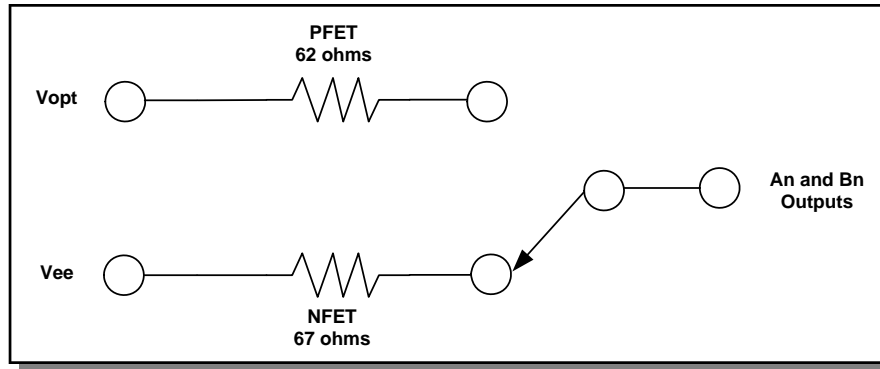 PFET
62 ohms
Vopt
An and Bn
Outputs
Vee
NFET
67 ohms